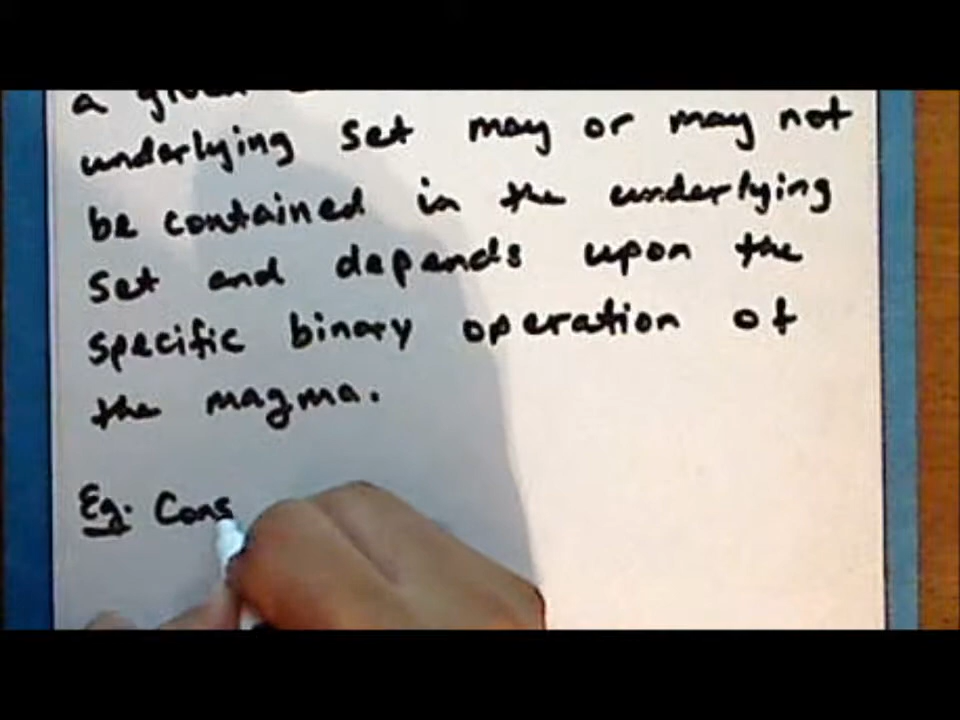 a
underlying set may or may not
be contained in the underlying
set and depends upon the
specific binary operation of
the magma.
Eg. Cons